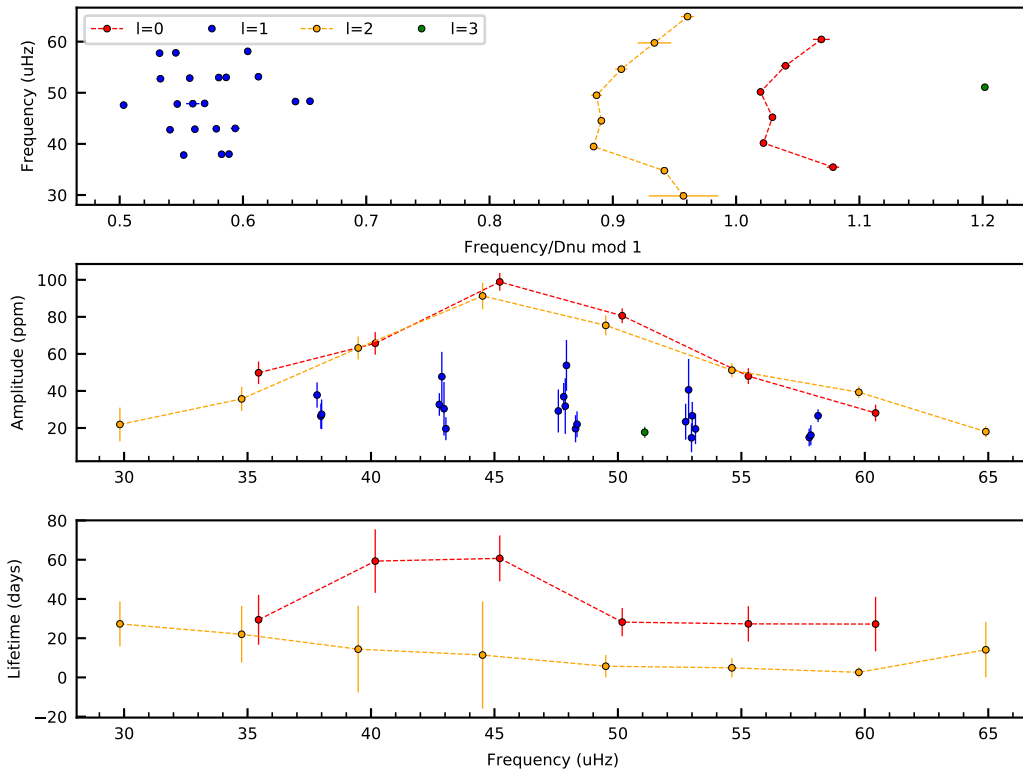 l=0 l=1 l=2 l=3
Frequency (uHz)
60
50
40
30
0.5 0.6 0.7 0.8 0.9 1.0 1.1 1.2
Frequency/Dnu mod 1
Amplitude (ppm)
100
80
60
40
20
30 35 40 45 50 55 60 65
Lifetime (days)
80
60
40
20
0
−20
30 35 40 45 50 55 60 65
Frequency (uHz)